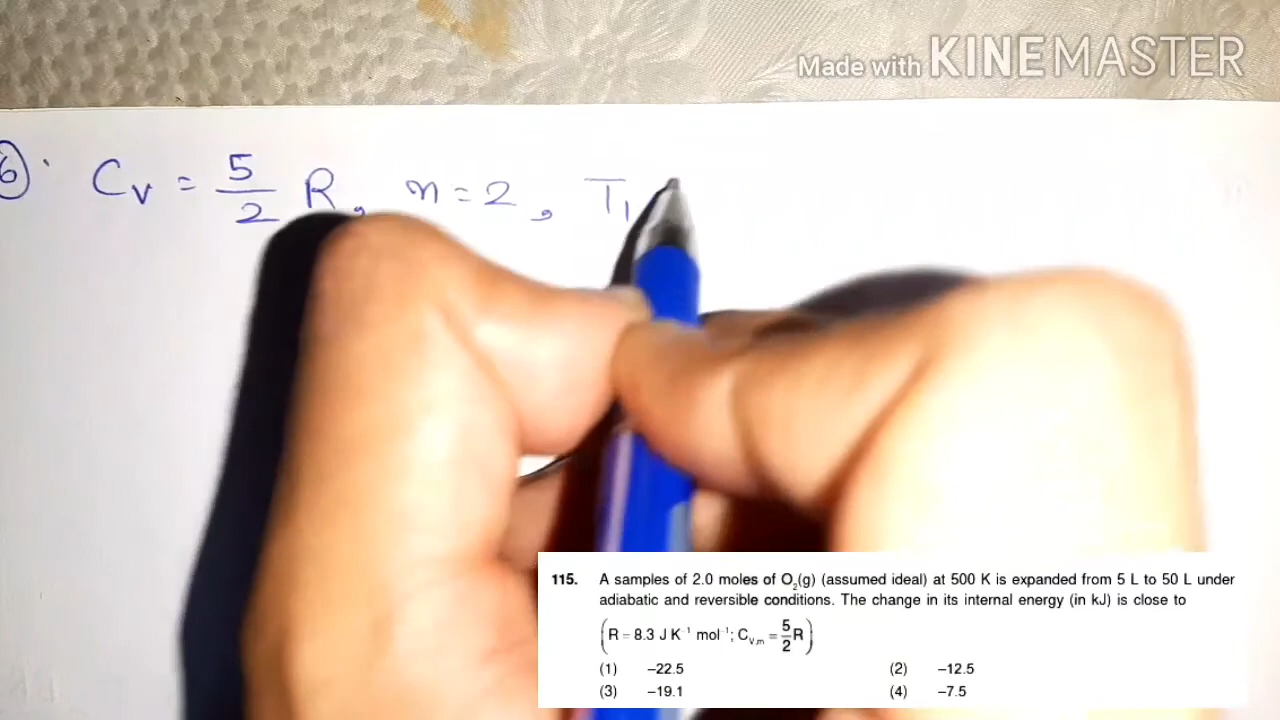 Made with KINEMASTER
6 . Cv = 5/2 R, n = 2, T₁
115. A samples of 2.0 moles of O₂(g) (assumed ideal) at 500 K is expanded from 5 L to 50 L under
adiabatic and reversible conditions. The change in its internal energy (in kJ) is close to
(R = 8.3 J K⁻¹ mol⁻¹; Cv,m = 5/2 R)
(1) –22.5 (2) –12.5
(3) –19.1 (4) –7.5